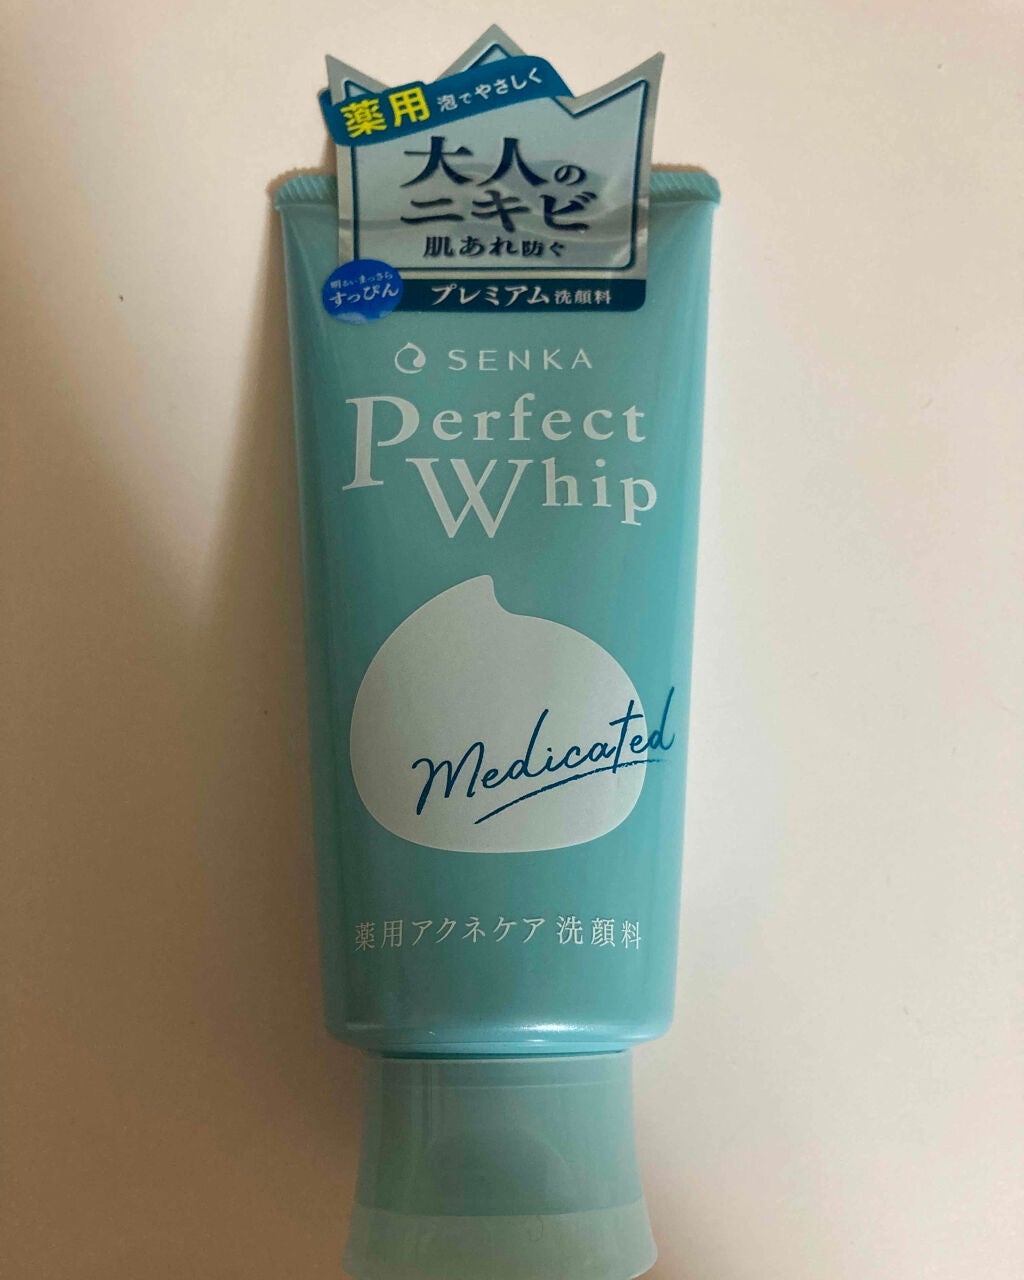 薬用 泡でやさしく
大人の
ニキビ
肌あれ防ぐ
明るいまっさら
すっぴん
プレミアム洗顔料
SENKA
Perfect
Whip
Medicated
薬用アクネケア 洗顔料